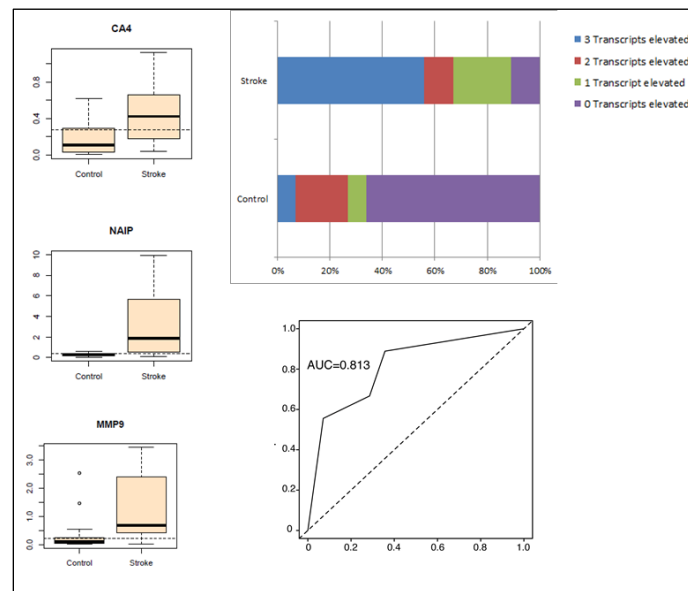 CA4
0.0
0.4
0.8
Control Stroke
NAIP
0 2 4 6 8 10
Control Stroke
MMP9
0.0 1.0 2.0 3.0
Control Stroke
Stroke
Control
0% 20% 40% 60% 80% 100%
3 Transcripts elevated
2 Transcripts elevated
1 Transcript elevated
0 Transcripts elevated
AUC=0.813
1.0
0.8
0.6
0.4
0.2
0
0 0.2 0.4 0.6 0.8 1.0